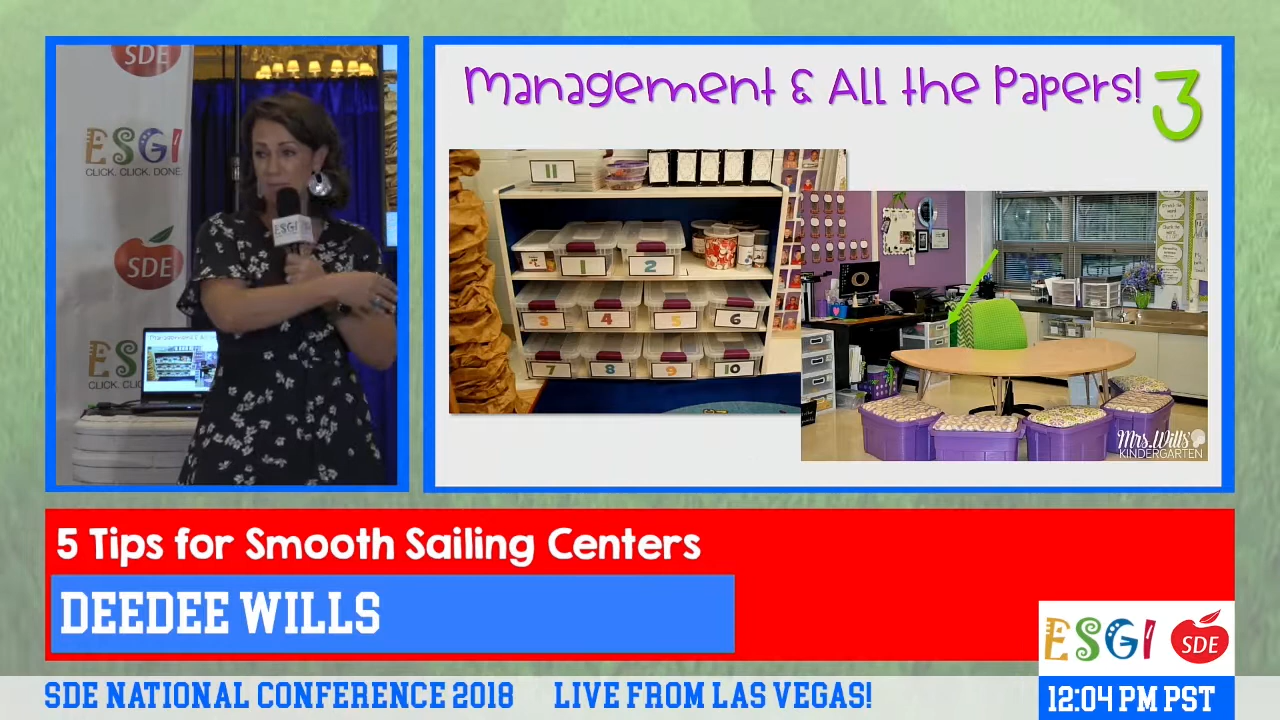 SDE
ESGI
CLICK. CLICK. DONE.
SDE
ESGI
Management & All the Papers! 3
11
1 2
3 4 5 6
7 8 9 10
Mrs. Wills'
KINDERGARTEN
5 Tips for Smooth Sailing Centers
DEEDEE WILLS
ESGI SDE
SDE NATIONAL CONFERENCE 2018 LIVE FROM LAS VEGAS! 12:04 PM PST